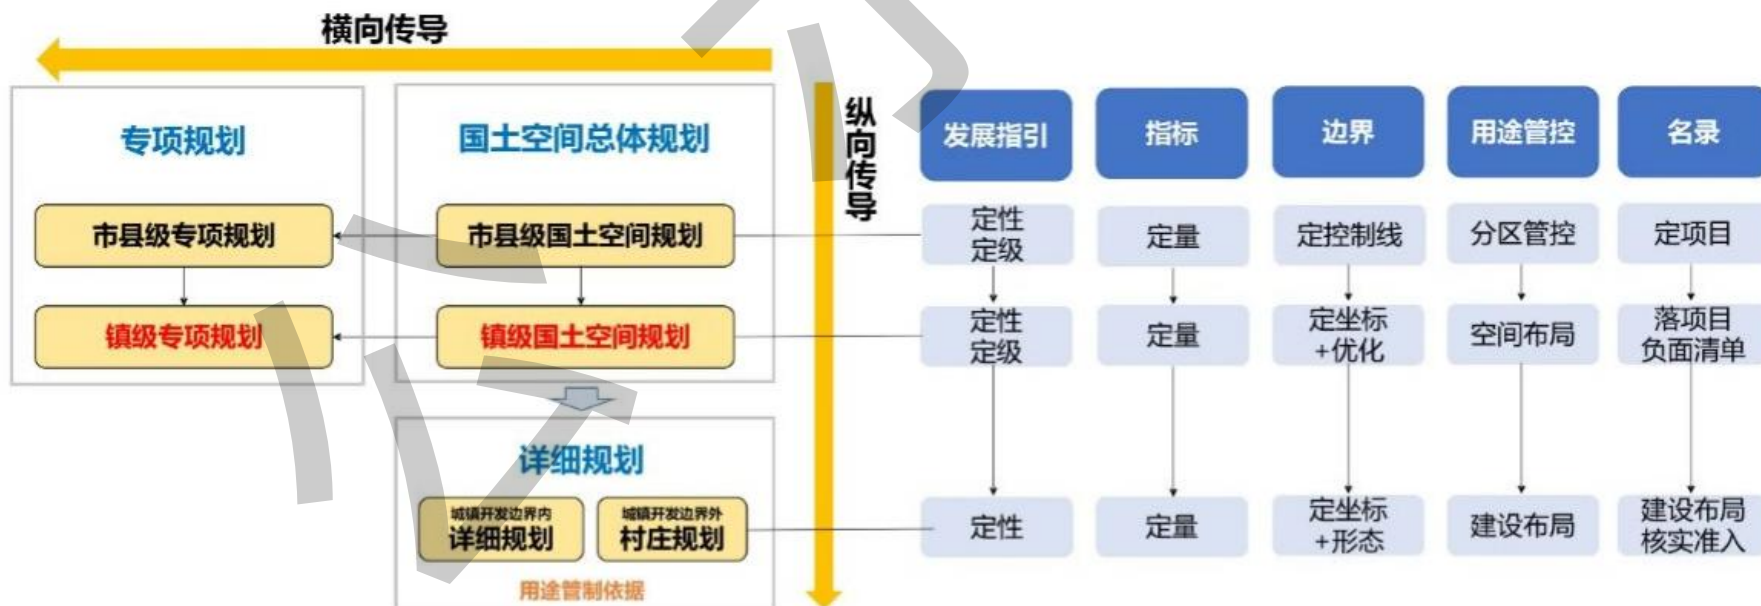 横向传导
专项规划
市县级专项规划
镇级专项规划
国土空间总体规划
市县级国土空间规划
镇级国土空间规划
详细规划
城镇开发边界内
详细规划
城镇开发边界外
村庄规划
用途管制依据
纵向传导
发展指引
指标
边界
用途管控
名录
定性
定级
定量
定控制线
分区管控
定项目
定性
定级
定量
定坐标
+优化
空间布局
落项目
负面清单
定性
定量
定坐标
+形态
建设布局
建设布局
核实准入